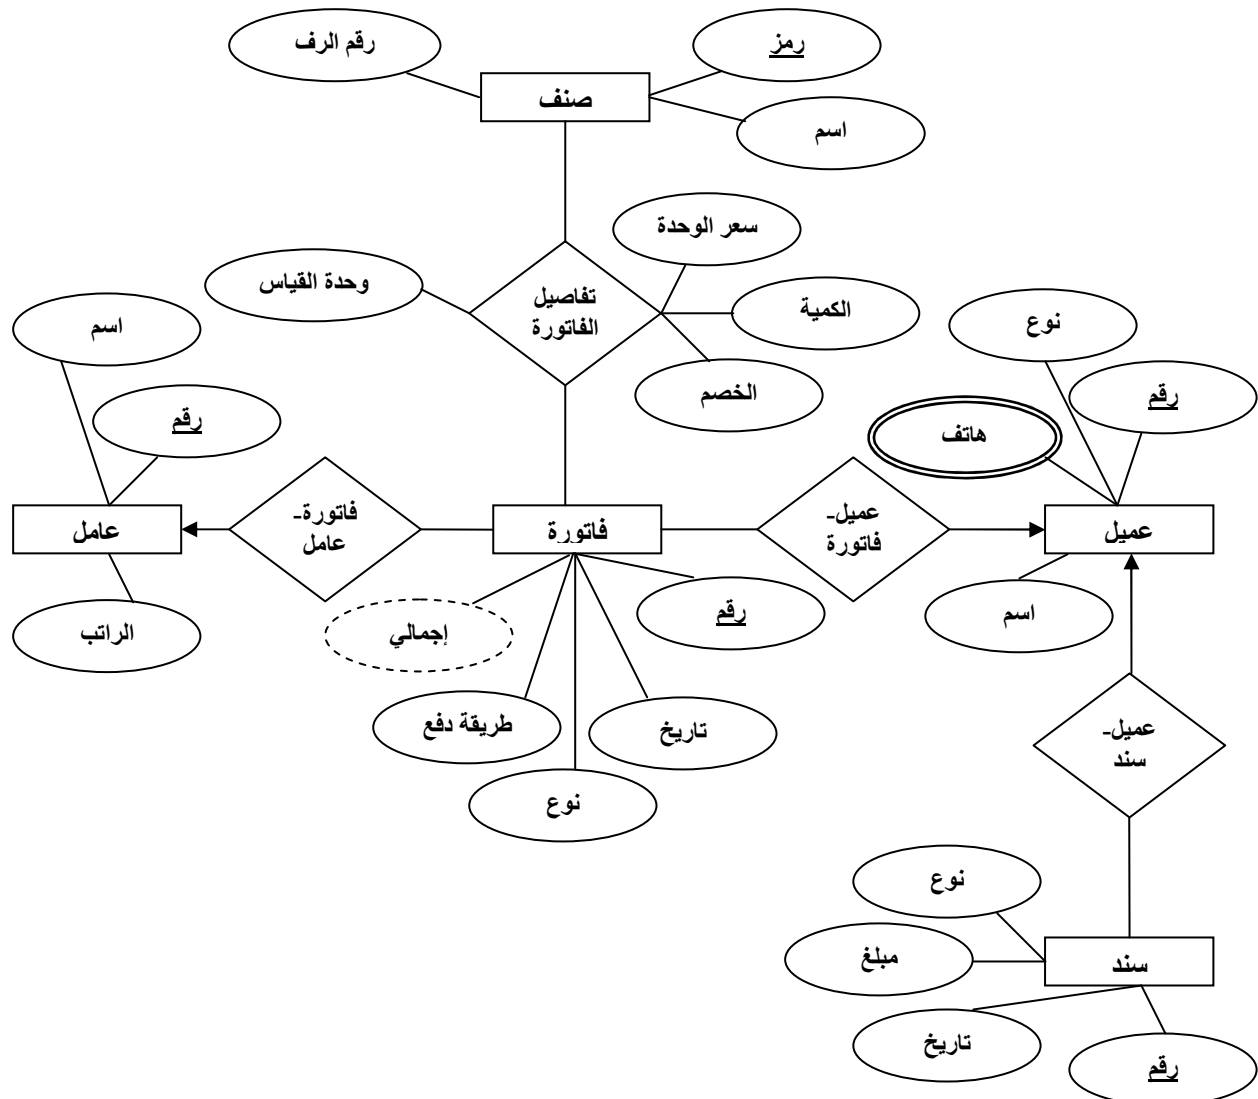 رمز
رقم الرف
صنف
اسم
سعر الوحدة
وحدة القياس
الكمية
تفاصيل
الفاتورة
نوع
اسم
الخصم
رقم
رقم
هاتف
عميل
عميل-
فاتورة
فاتورة
فاتورة-
عامل
عامل
اسم
رقم
إجمالي
الراتب
تاريخ
طريقة دفع
عميل-
سند
نوع
نوع
مبلغ
سند
تاريخ
رقم